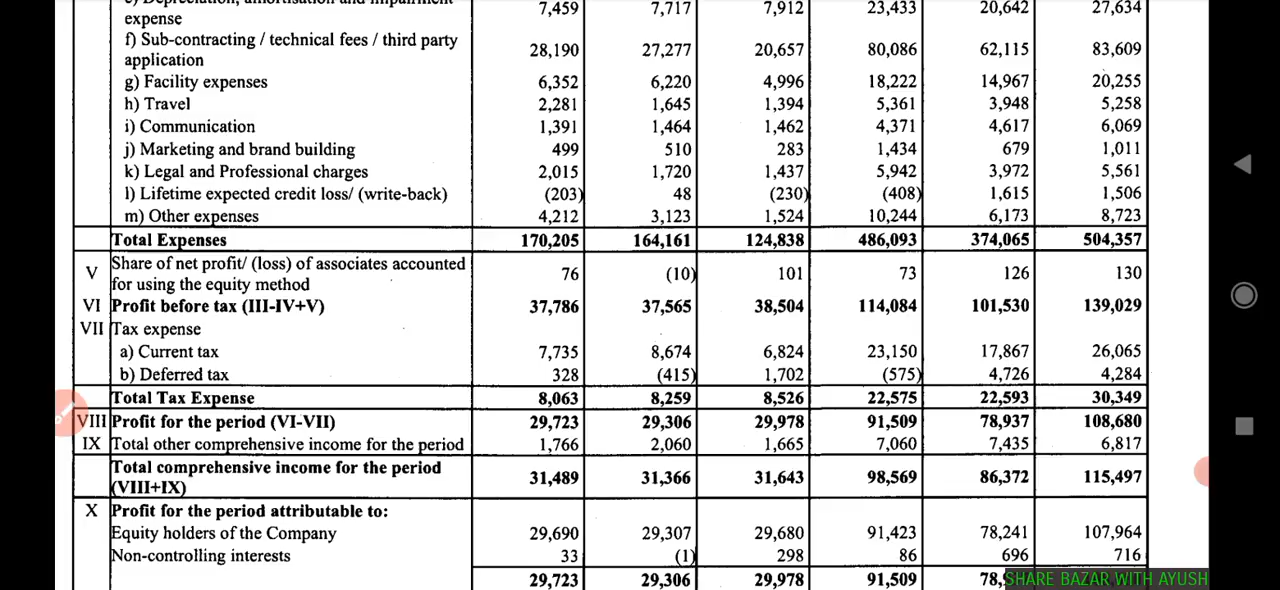 e) Depreciation, amortisation and impairment
expense 7,459 7,717 7,912 23,433 20,642 27,634
f) Sub-contracting / technical fees / third party
application 28,190 27,277 20,657 80,086 62,115 83,609
g) Facility expenses 6,352 6,220 4,996 18,222 14,967 20,255
h) Travel 2,281 1,645 1,394 5,361 3,948 5,258
i) Communication 1,391 1,464 1,462 4,371 4,617 6,069
j) Marketing and brand building 499 510 283 1,434 679 1,011
k) Legal and Professional charges 2,015 1,720 1,437 5,942 3,972 5,561
l) Lifetime expected credit loss/ (write-back) (203) 48 (230) (408) 1,615 1,506
m) Other expenses 4,212 3,123 1,524 10,244 6,173 8,723
Total Expenses 170,205 164,161 124,838 486,093 374,065 504,357
V Share of net profit/ (loss) of associates accounted
for using the equity method 76 (10) 101 73 126 130
VI Profit before tax (III-IV+V) 37,786 37,565 38,504 114,084 101,530 139,029
VII Tax expense
a) Current tax 7,735 8,674 6,824 23,150 17,867 26,065
b) Deferred tax 328 (415) 1,702 (575) 4,726 4,284
Total Tax Expense 8,063 8,259 8,526 22,575 22,593 30,349
VIII Profit for the period (VI-VII) 29,723 29,306 29,978 91,509 78,937 108,680
IX Total other comprehensive income for the period 1,766 2,060 1,665 7,060 7,435 6,817
Total comprehensive income for the period
(VIII+IX) 31,489 31,366 31,643 98,569 86,372 115,497
X Profit for the period attributable to:
Equity holders of the Company 29,690 29,307 29,680 91,423 78,241 107,964
Non-controlling interests 33 (1) 298 86 696 716
29,723 29,306 29,978 91,509
SHARE BAZAR WITH AYUSH